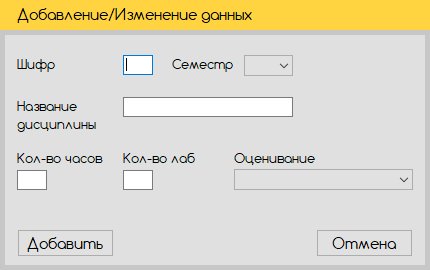 Добавление/Изменение данных
Шифр Семестр
Название
дисциплины
Кол-во часов Кол-во лаб Оценивание
Добавить Отмена